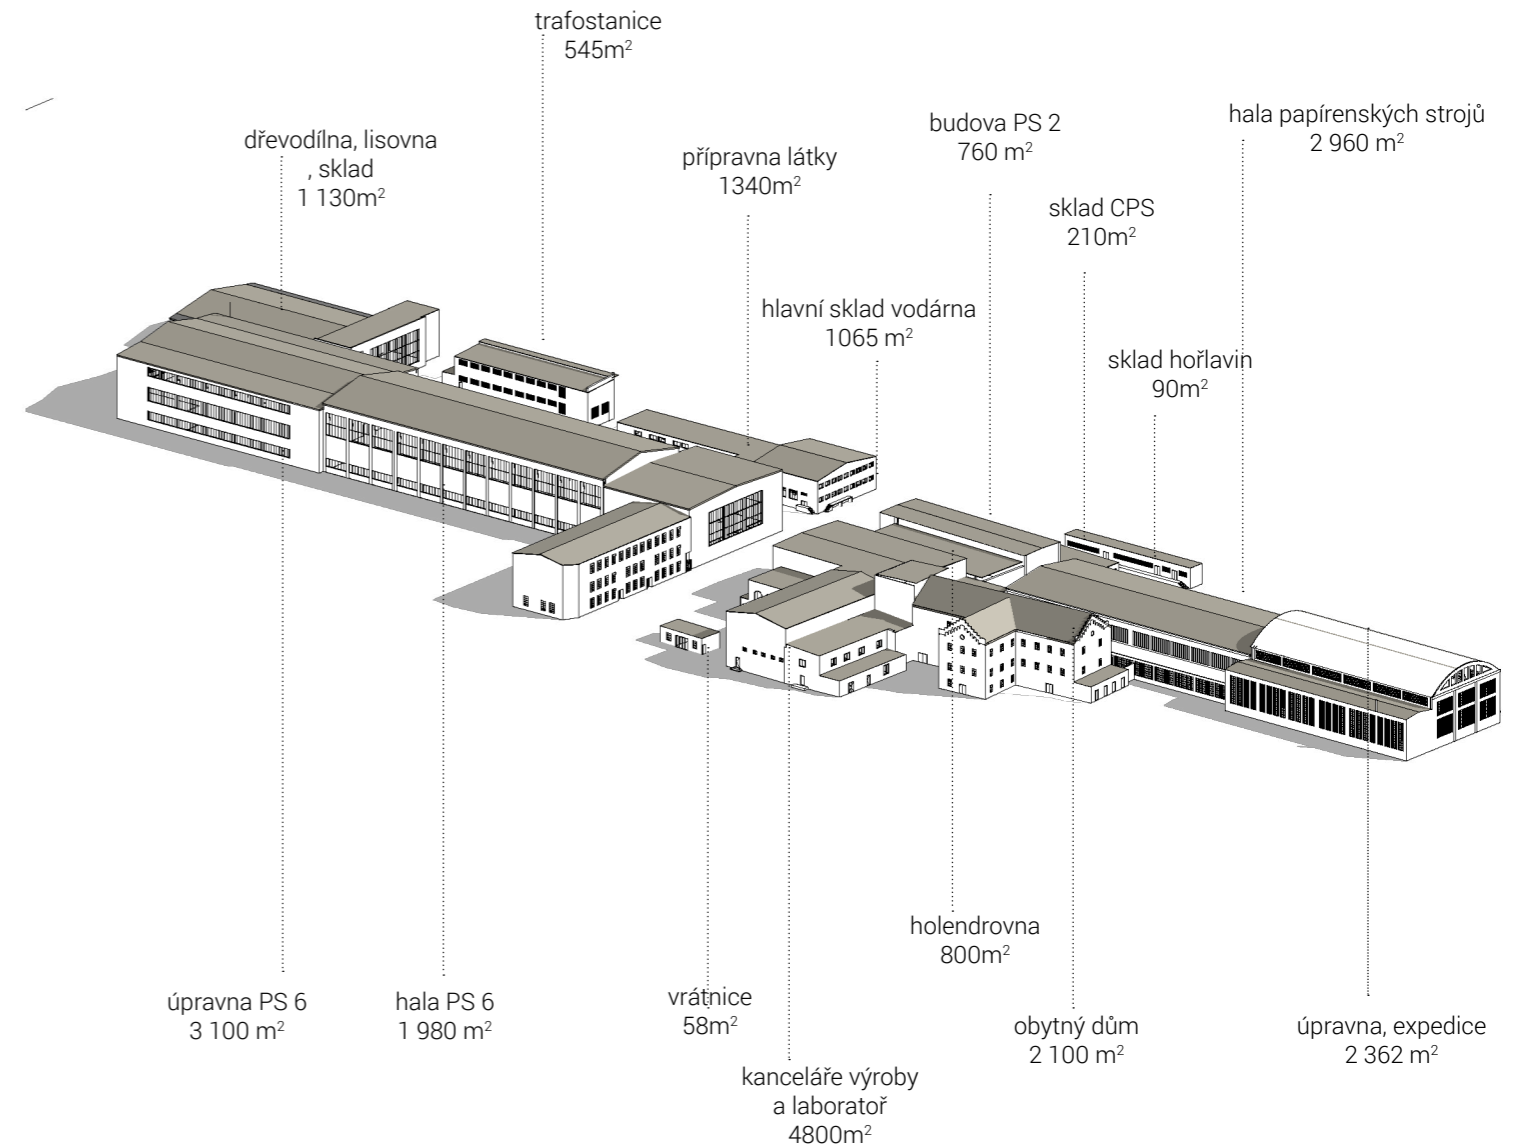 trafostanice
545m²
dřevodílna, lisovna
, sklad
1 130m²
přípravna látky
1340m²
budova PS 2
760 m²
hala papírenských strojů
2 960 m²
sklad CPS
210m²
hlavní sklad vodárna
1065 m²
sklad hořlavin
90m²
holendrovna
800m²
úpravna PS 6
3 100 m²
hala PS 6
1 980 m²
vrátnice
58m²
obytný dům
2 100 m²
úpravna, expedice
2 362 m²
kanceláře výroby
a laboratoř
4800m²